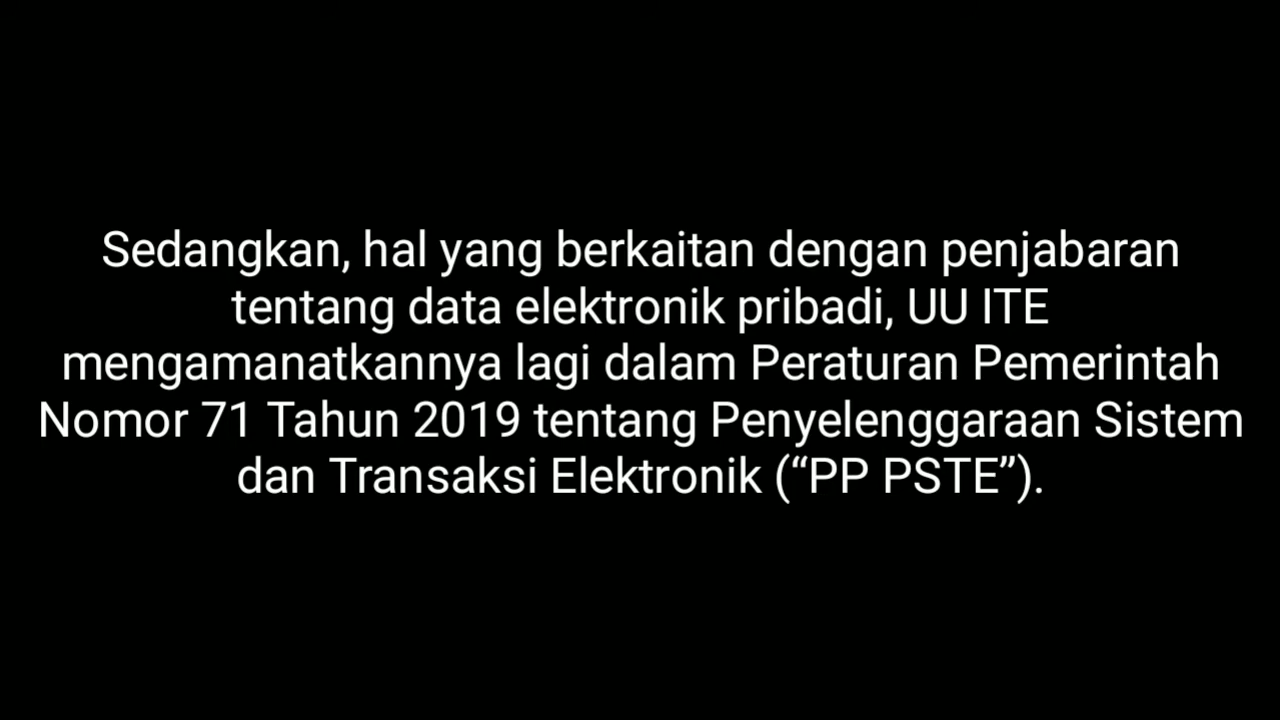 Sedangkan, hal yang berkaitan dengan penjabaran
tentang data elektronik pribadi, UU ITE
mengamanatkannya lagi dalam Peraturan Pemerintah
Nomor 71 Tahun 2019 tentang Penyelenggaraan Sistem
dan Transaksi Elektronik (“PP PSTE”).